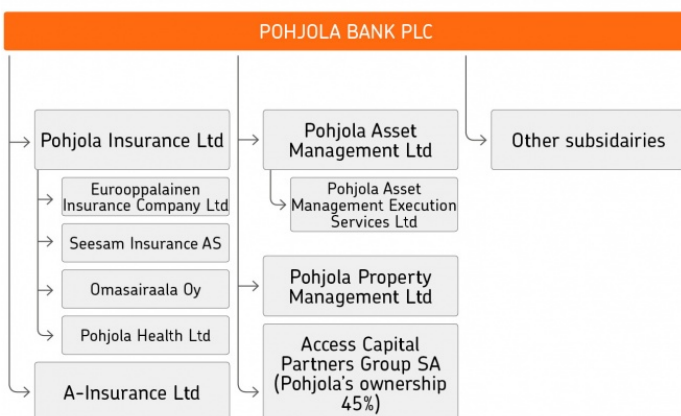 POHJOLA BANK PLC
Pohjola Insurance Ltd
Eurooppalainen
Insurance Company Ltd
Seesam Insurance AS
Omasairaala Oy
Pohjola Health Ltd
A-Insurance Ltd
Pohjola Asset
Management Ltd
Pohjola Asset
Management Execution
Services Ltd
Pohjola Property
Management Ltd
Access Capital
Partners Group SA
(Pohjola's ownership
45%)
Other subsidairies